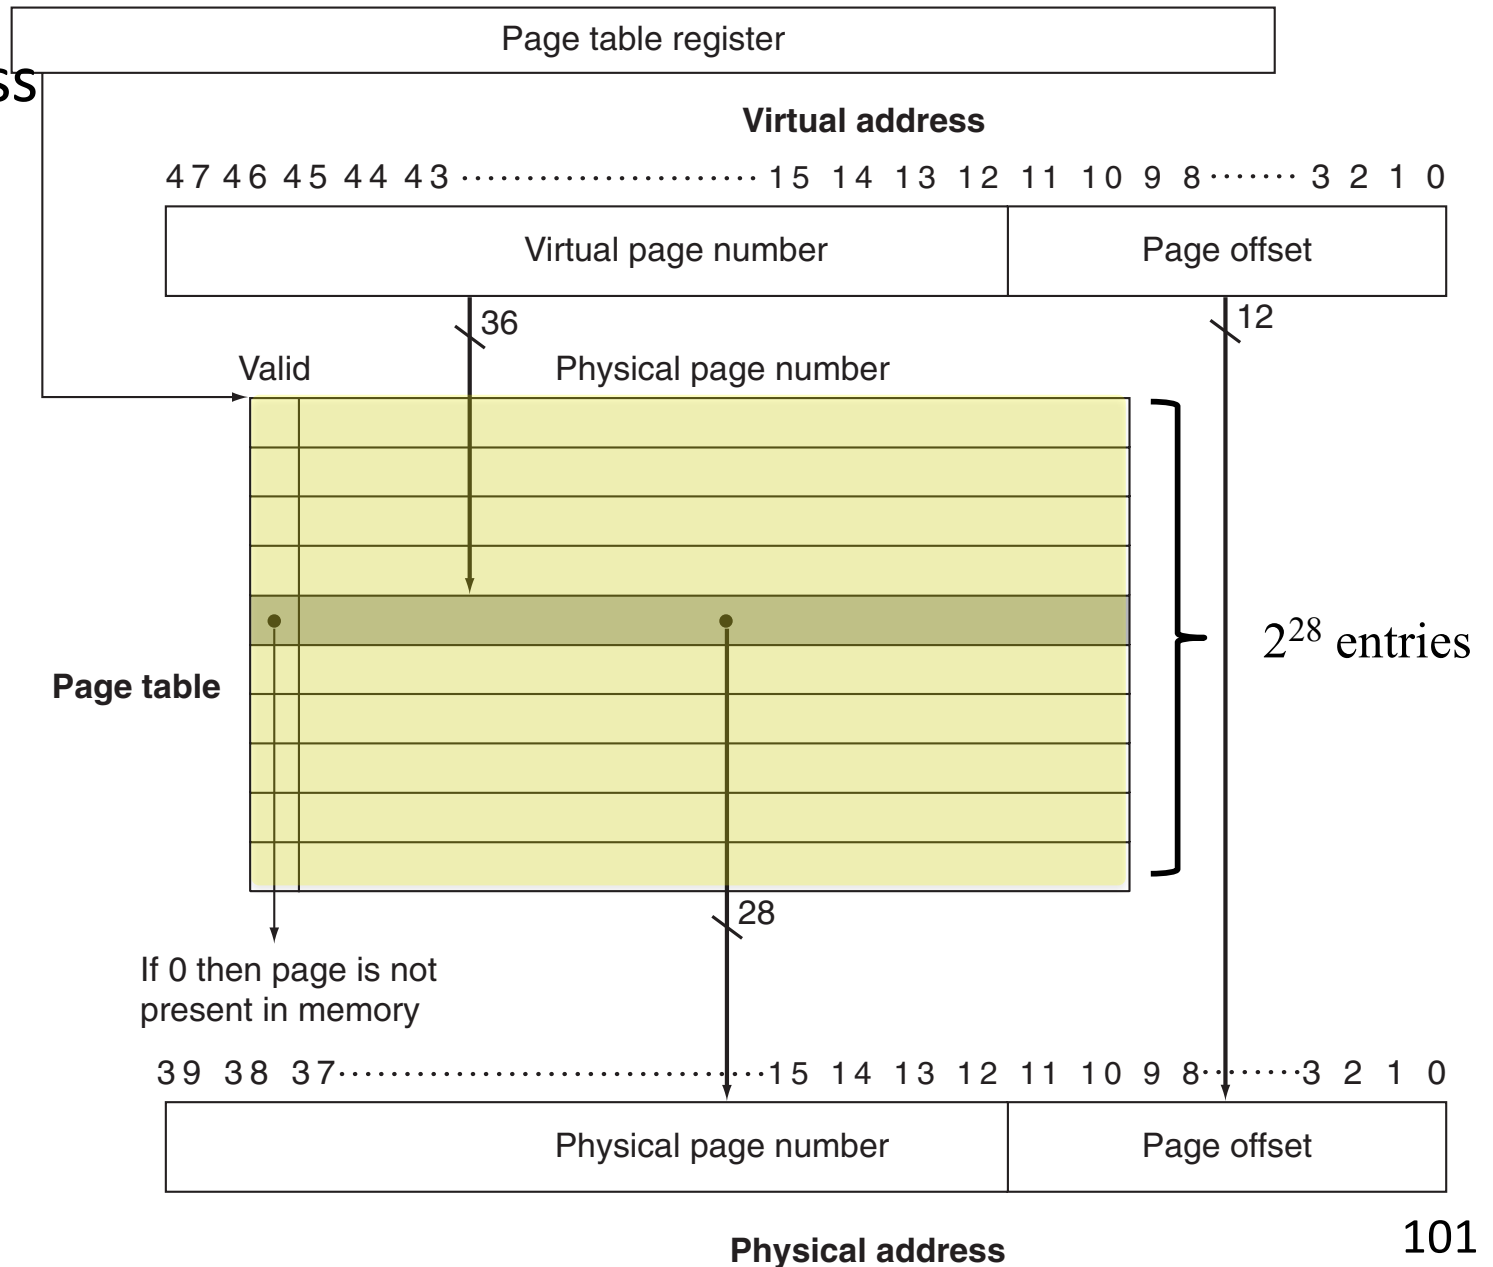 Page table register
ss
Virtual address
47 46 45 44 43 ..................... 15 14 13 12 11 10 9 8 ....... 3 2 1 0
Virtual page number Page offset
36 12
Valid Physical page number
2²⁸ entries
Page table
28
If 0 then page is not
present in memory
39 38 37 .............................. 15 14 13 12 11 10 9 8 ........ 3 2 1 0
Physical page number Page offset
Physical address
101